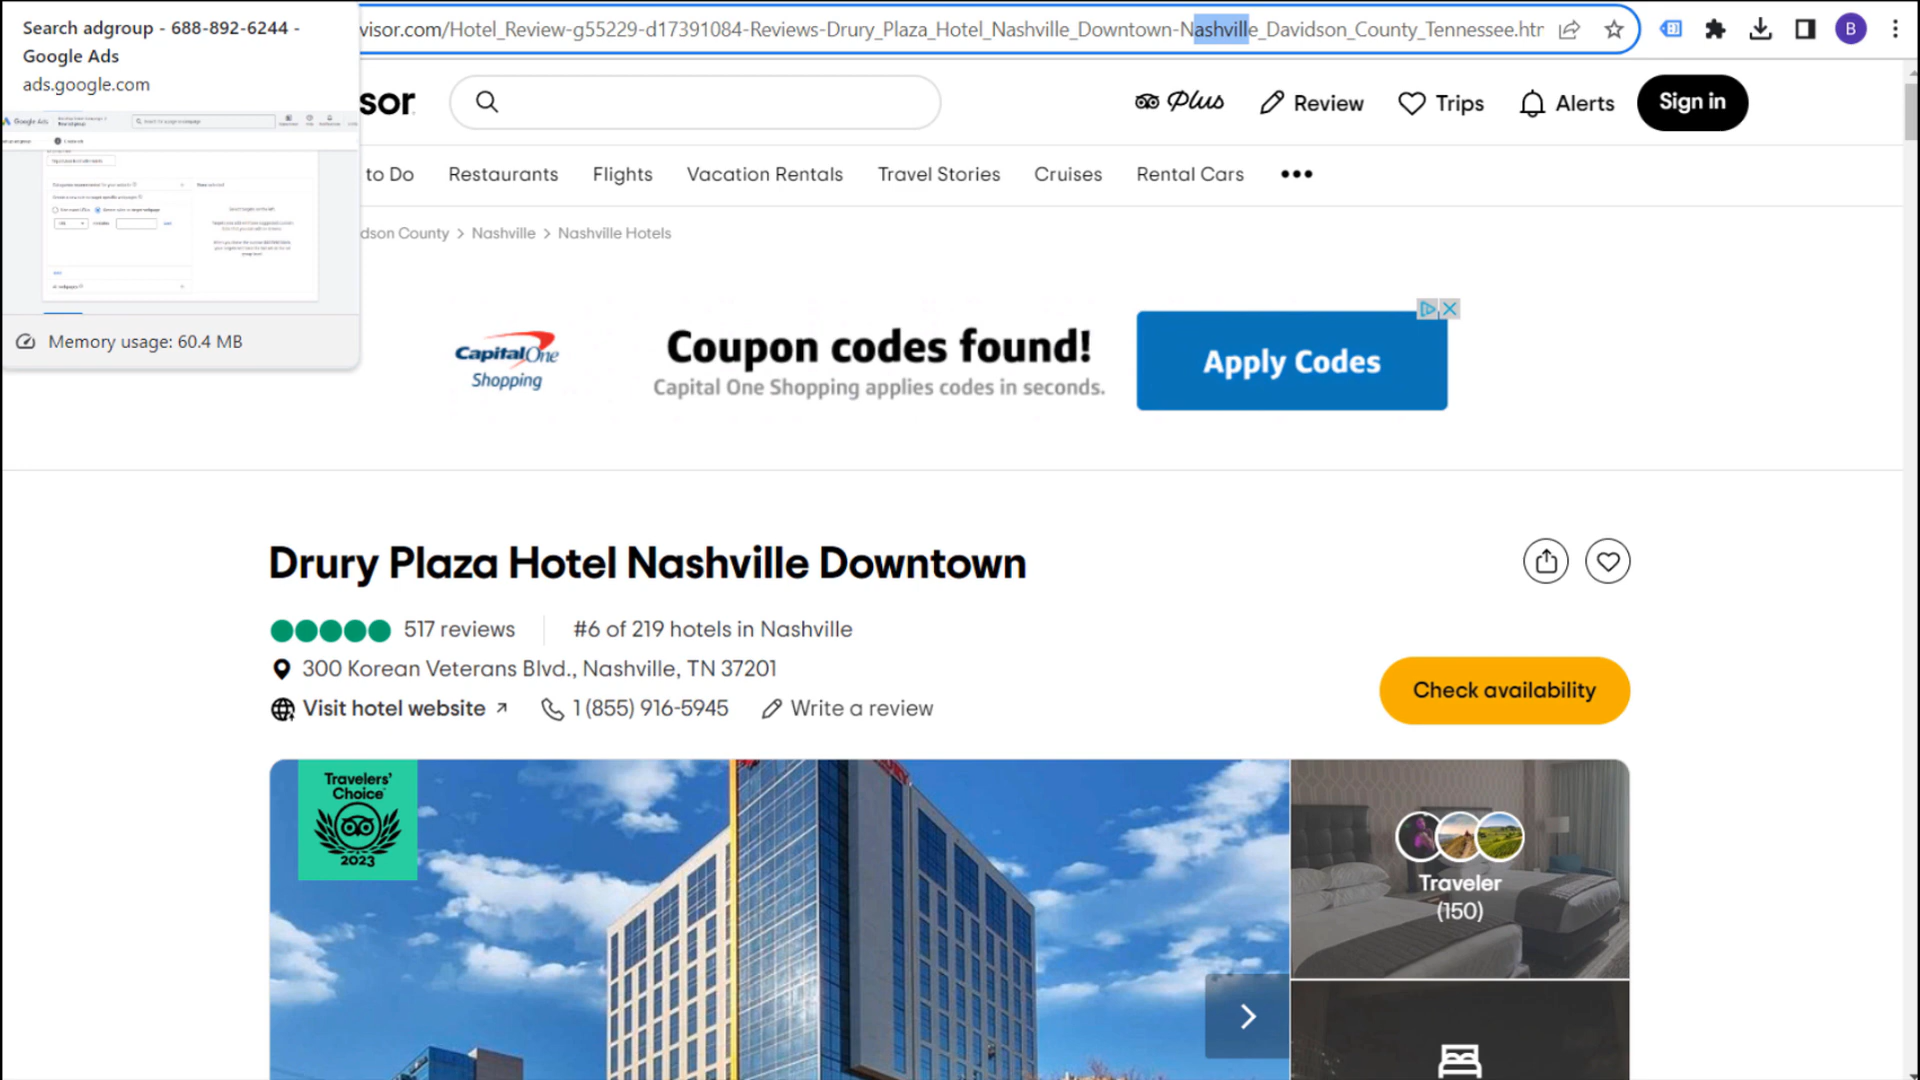 Search adgroup - 688-892-6244 -
Google Ads
ads.google.com
visor.com/Hotel_Review-g55229-d17391084-Reviews-Drury_Plaza_Hotel_Nashville_Downtown-Nashville_Davidson_County_Tennessee.htm
B
Google Ads
Memory usage: 60.4 MB
sor
Plus
Review
Trips
Alerts
Sign in
to Do
Restaurants
Flights
Vacation Rentals
Travel Stories
Cruises
Rental Cars
dson County > Nashville > Nashville Hotels
Capital One
Shopping
Coupon codes found!
Capital One Shopping applies codes in seconds.
Apply Codes
Drury Plaza Hotel Nashville Downtown
517 reviews
#6 of 219 hotels in Nashville
300 Korean Veterans Blvd., Nashville, TN 37201
Visit hotel website
1 (855) 916-5945
Write a review
Check availability
Travelers'
Choice
2023
Traveler
(150)